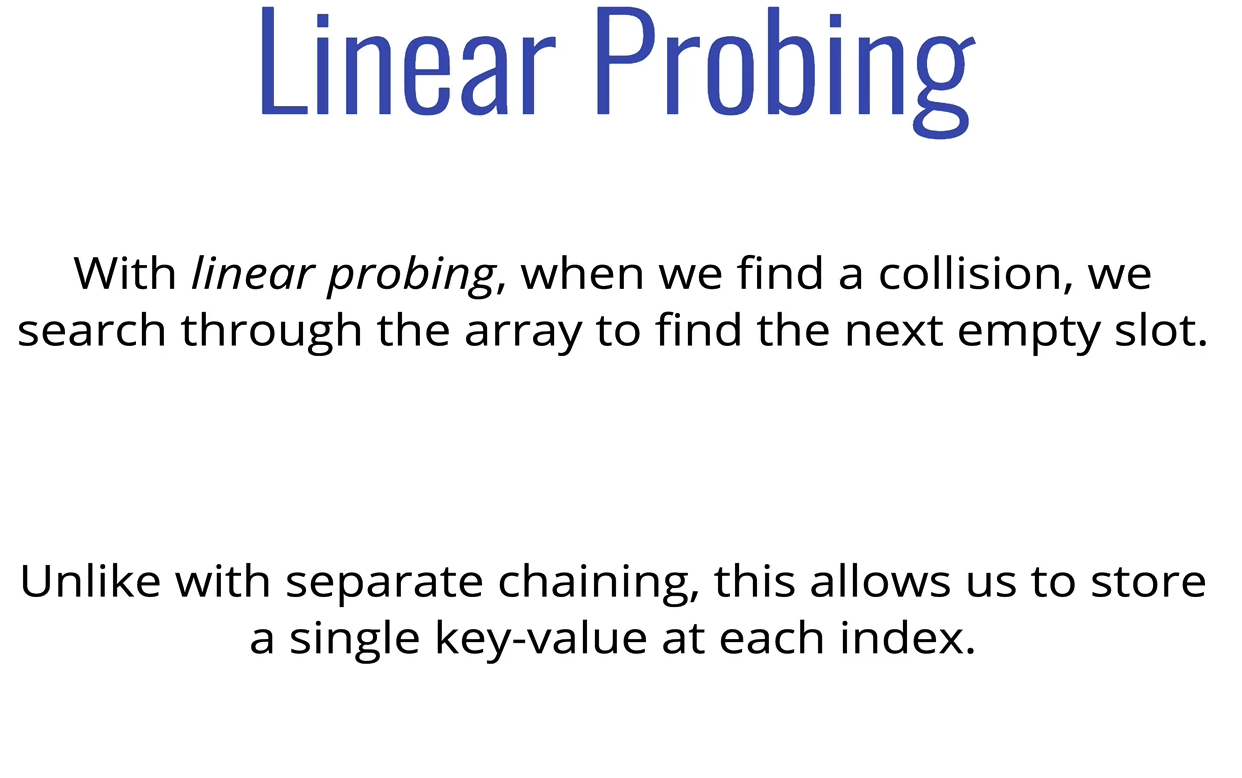 Linear Probing
With linear probing, when we find a collision, we
search through the array to find the next empty slot.
Unlike with separate chaining, this allows us to store
a single key-value at each index.